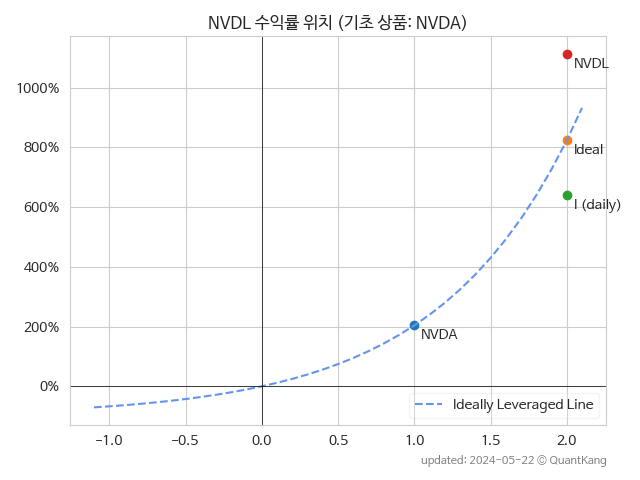 NVDL 수익률 위치 (기초 상품: NVDA)
NVDL
1000%
800%
Ideal
600%
I (daily)
400%
200%
NVDA
0%
Ideally Leveraged Line
-1.0
-0.5
0.0
0.5
1.0
1.5
2.0
updated: 2024-05-22 © QuantKang